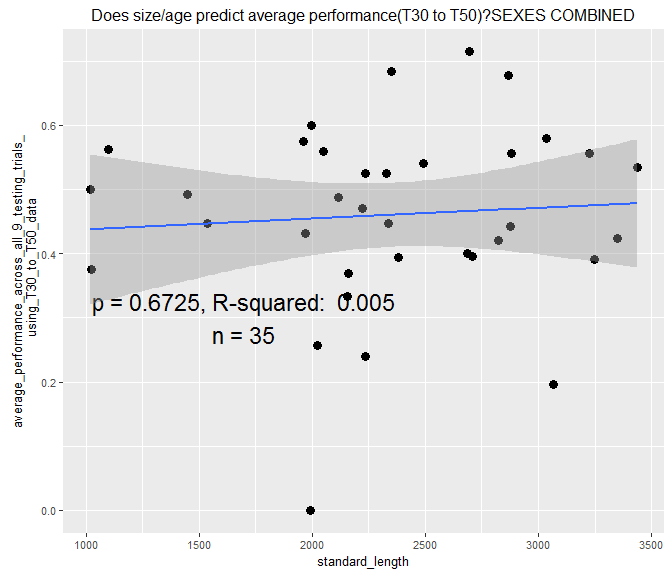 Does size/age predict average performance(T30 to T50)?SEXES COMBINED
average_performance_across_all_9_testing_trials_
using_T30_to_T50_data
0.6
0.4
0.2
0.0
p = 0.6725, R-squared:  0.005
n = 35
1000 1500 2000 2500 3000 3500
standard_length